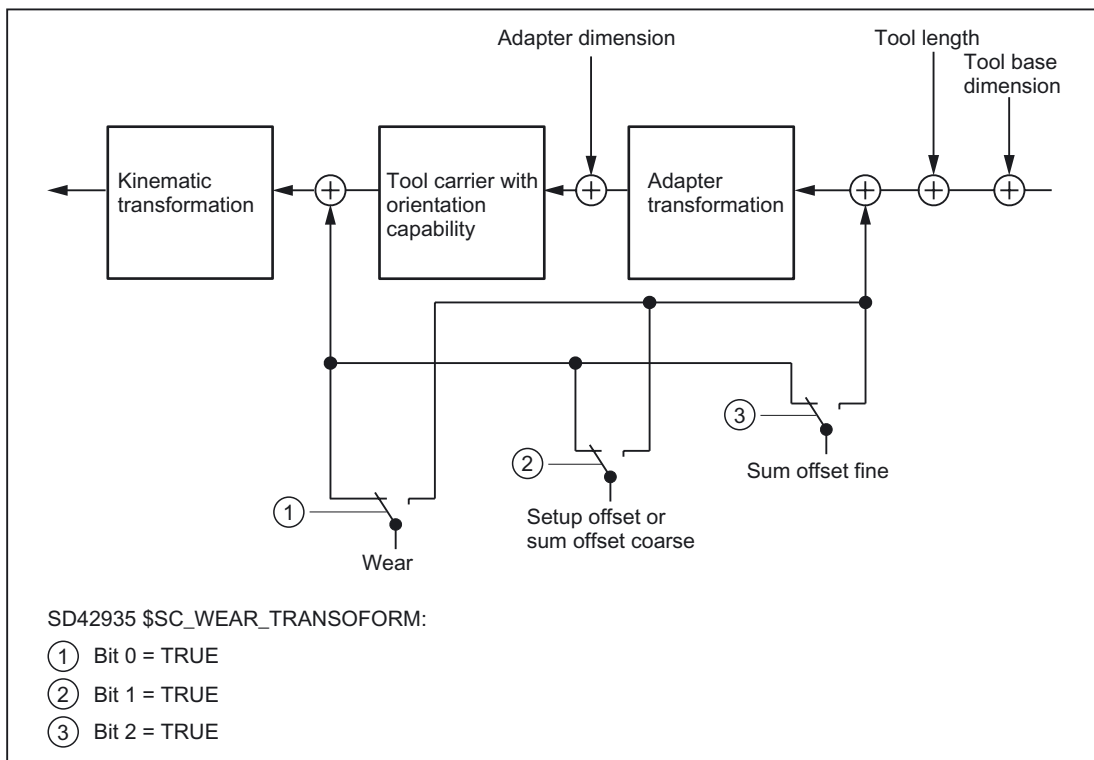 Adapter dimension
Tool length
Tool base
dimension
Kinematic
transformation
Tool carrier with
orientation
capability
Adapter
transformation
3
Sum offset fine
2
Setup offset or
sum offset coarse
1
Wear
SD42935 $SC_WEAR_TRANSOFORM:
1 Bit 0 = TRUE
2 Bit 1 = TRUE
3 Bit 2 = TRUE